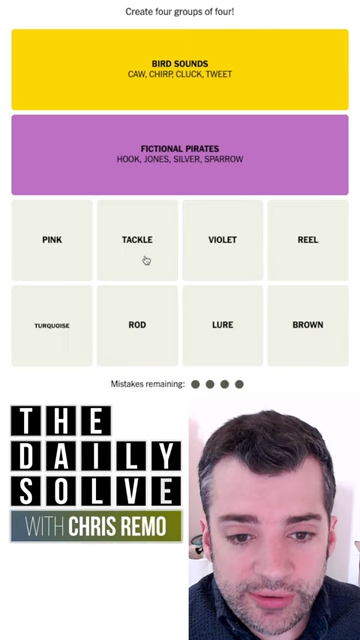 Create four groups of four!
BIRD SOUNDS
CAW, CHIRP, CLUCK, TWEET
FICTIONAL PIRATES
HOOK, JONES, SILVER, SPARROW
PINK
TACKLE
VIOLET
REEL
TURQUOISE
ROD
LURE
BROWN
Mistakes remaining:
THE
DAILY
SOLVE
WITH CHRIS REMO